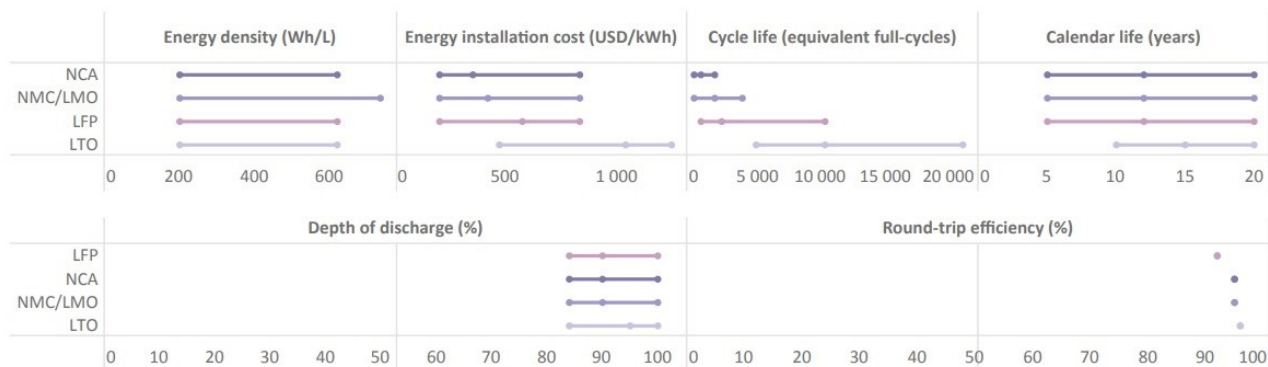 Energy density (Wh/L) Energy installation cost (USD/kWh) Cycle life (equivalent full-cycles) Calendar life (years)
NCA
NMC/LMO
LFP
LTO
0 200 400 600 0 500 1 000 0 5 000 10 000 15 000 20 000 0 5 10 15 20
Depth of discharge (%) Round-trip efficiency (%)
LFP
NCA
NMC/LMO
LTO
0 10 20 30 40 50 60 70 80 90 100 0 10 20 30 40 50 60 70 80 90 100